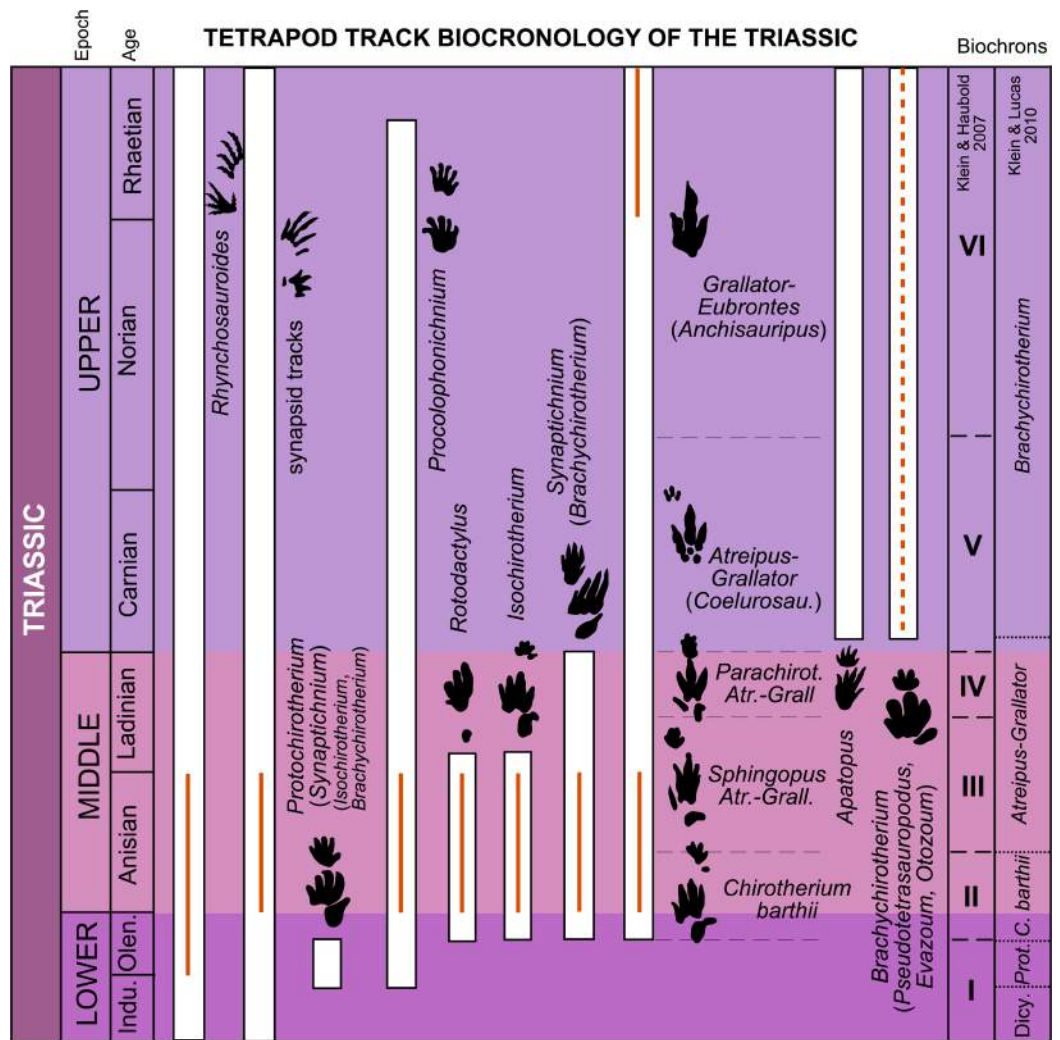 TETRAPOD TRACK BIOCRONOLOGY OF THE TRIASSIC
Epoch
Age
Biochrons
Klein & Haubold
2007
Klein & Lucas
2010
TRIASSIC
UPPER
MIDDLE
LOWER
Rhaetian
Norian
Carnian
Ladinian
Anisian
Olen.
Indu.
Rhynchosauroides
synapsid tracks
Protochirotherium
(Synaptichnium)
(Isochirotherium,
Brachychirotherium)
Procolophonichnium
Rotodactylus
Isochirotherium
Synaptichnium
(Brachychirotherium)
Grallator-
Eubrontes
(Anchisauripus)
Atreipus-
Grallator
(Coelurosau.)
Parachirot.
Atr.-Grall
Sphingopus
Atr.-Grall.
Chirotherium
barthii
Apatopus
Brachychirotherium
(Pseudotetrasauropodus,
Evazoum, Otozoum)
VI
V
IV
III
II
I
Brachychirotherium
Atreipus-Grallator
C. barthii
Prot.
Dicy.